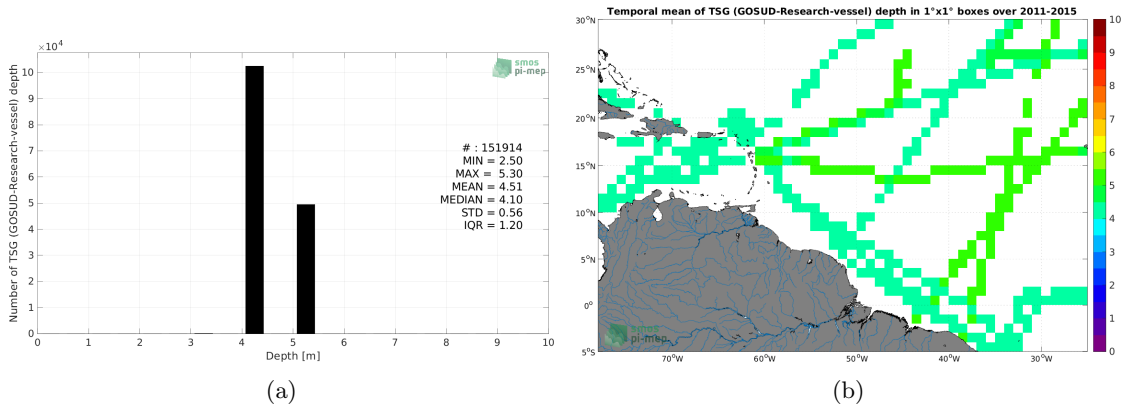 ×10⁴
Number of TSG (GOSUD-Research-vessel) depth
10
9
8
7
6
5
4
3
2
1
0
0 1 2 3 4 5 6 7 8 9 10
Depth [m]
smos
pi-mep
# : 151914
MIN = 2.50
MAX = 5.30
MEAN = 4.51
MEDIAN = 4.10
STD = 0.56
IQR = 1.20
(a)
Temporal mean of TSG (GOSUD-Research-vessel) depth in 1°x1° boxes over 2011-2015
30°N
25°N
20°N
15°N
10°N
5°N
0°
5°S
70°W 60°W 50°W 40°W 30°W
smos
pi-mep
10
9
8
7
6
5
4
3
2
1
0
(b)